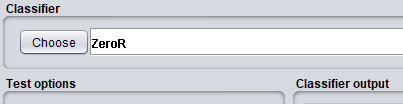 Classifier
Choose ZeroR
Test options
Classifier output